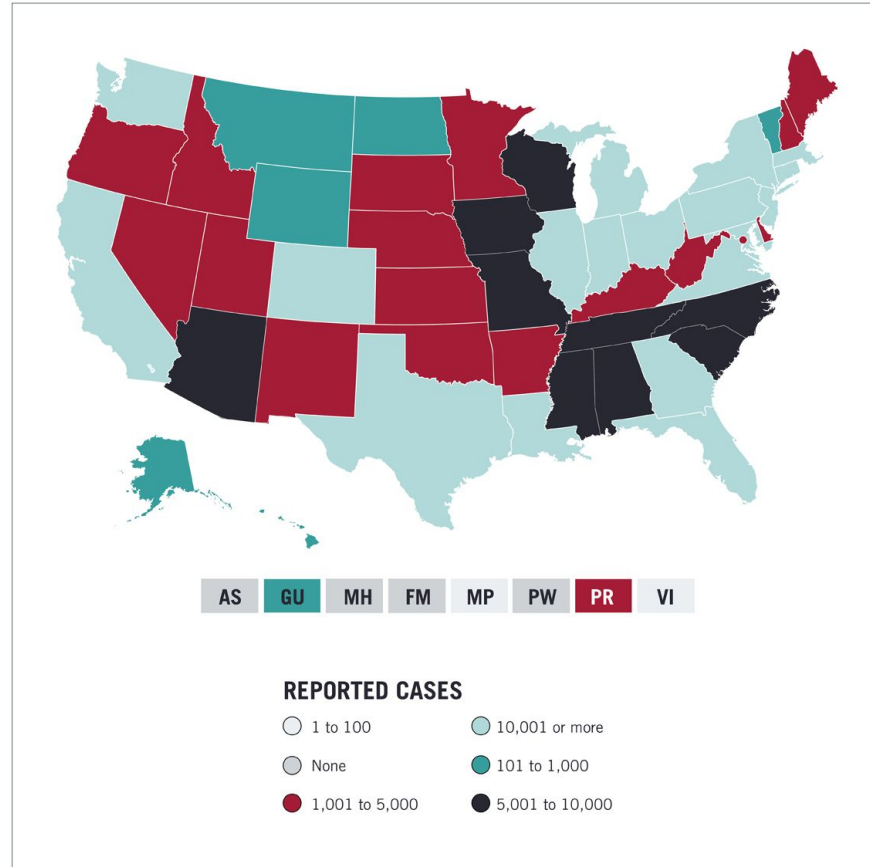 AS GU MH FM MP PW PR VI
REPORTED CASES
1 to 100
10,001 or more
None
101 to 1,000
1,001 to 5,000
5,001 to 10,000